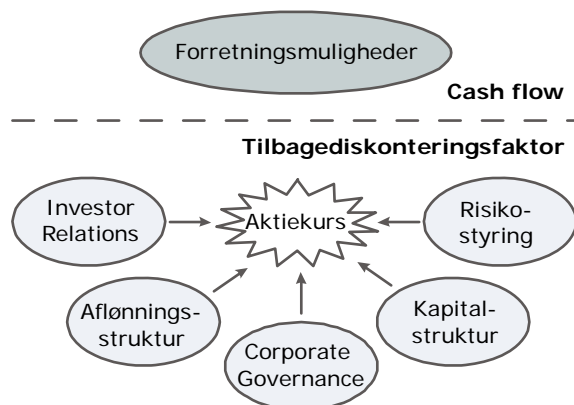 Forretningsmuligheder
Cash flow
Tilbagediskonteringsfaktor
Investor
Relations
Aktiekurs
Risiko-
styring
Aflønnings-
struktur
Kapital-
struktur
Corporate
Governance